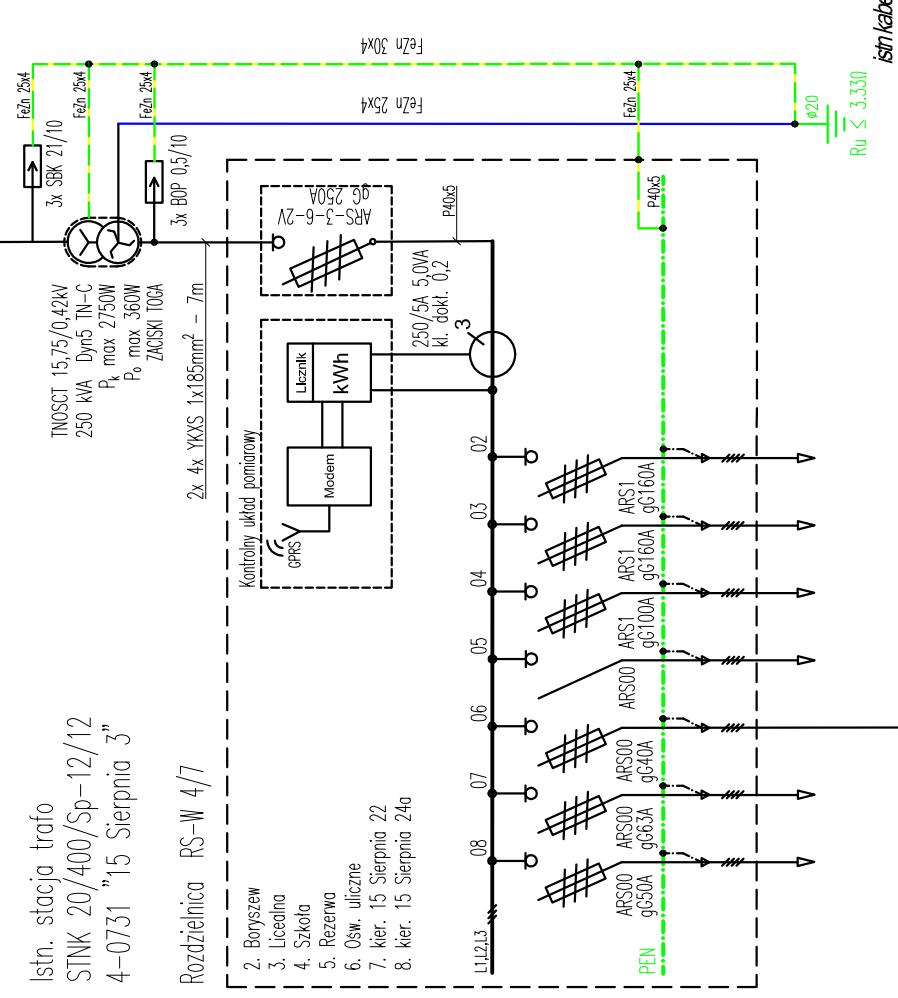 istn kabe
FeZn 30x4
FeZn 25x4
FeZn 25x4
FeZn 25x4
FeZn 25x4
FeZn 25x4
ø20
Ru ≤ 3.33Ω
3x SBK 21/10
3x BOP 0,5/10
TNOSCT 15,75/0,42kV
250 kVA Dyn5 TN-C
Pk max 2750W
Po max 360W
ZACISKI TOGA
2x 4x YKXS 1x185mm² - 7m
ARS-3-6-2V
gG 250A
P40x5
P40x5
250/5A 5,0VA
kl. dokł. 0,2
3
Kontrolny układ pomiarowy
Licznik
kWh
Modem
GPRS
Istn. stacja trafo
STNK 20/400/Sp-12/12
4-0731 "15 Sierpnia 3"
Rozdzielnica RS-W 4/7
2. Boryszew
3. Licealna
4. Szkoła
5. Rezerwa
6. Ośw. uliczne
7. kier. 15 Sierpnia 22
8. kier. 15 Sierpnia 24a
L1,L2,L3
08
07
06
05
04
03
02
ARS00
gG50A
ARS00
gG63A
ARS00
gG40A
ARS00
ARS1
gG100A
ARS1
gG160A
ARS1
gG160A
PEN